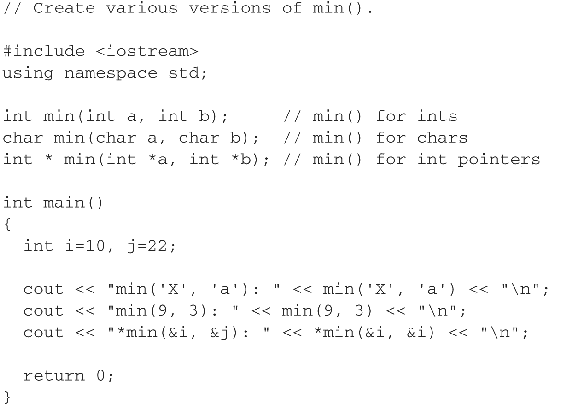 // Create various versions of min().
#include <iostream>
using namespace std;
int min(int a, int b);     // min() for ints
char min(char a, char b);  // min() for chars
int * min(int *a, int *b); // min() for int pointers
int main()
{
  int i=10, j=22;
  cout << "min('X', 'a'): " << min('X', 'a') << "\n";
  cout << "min(9, 3): " << min(9, 3) << "\n";
  cout << "*min(&i, &j): " << *min(&i, &i) << "\n";
  return 0;
}